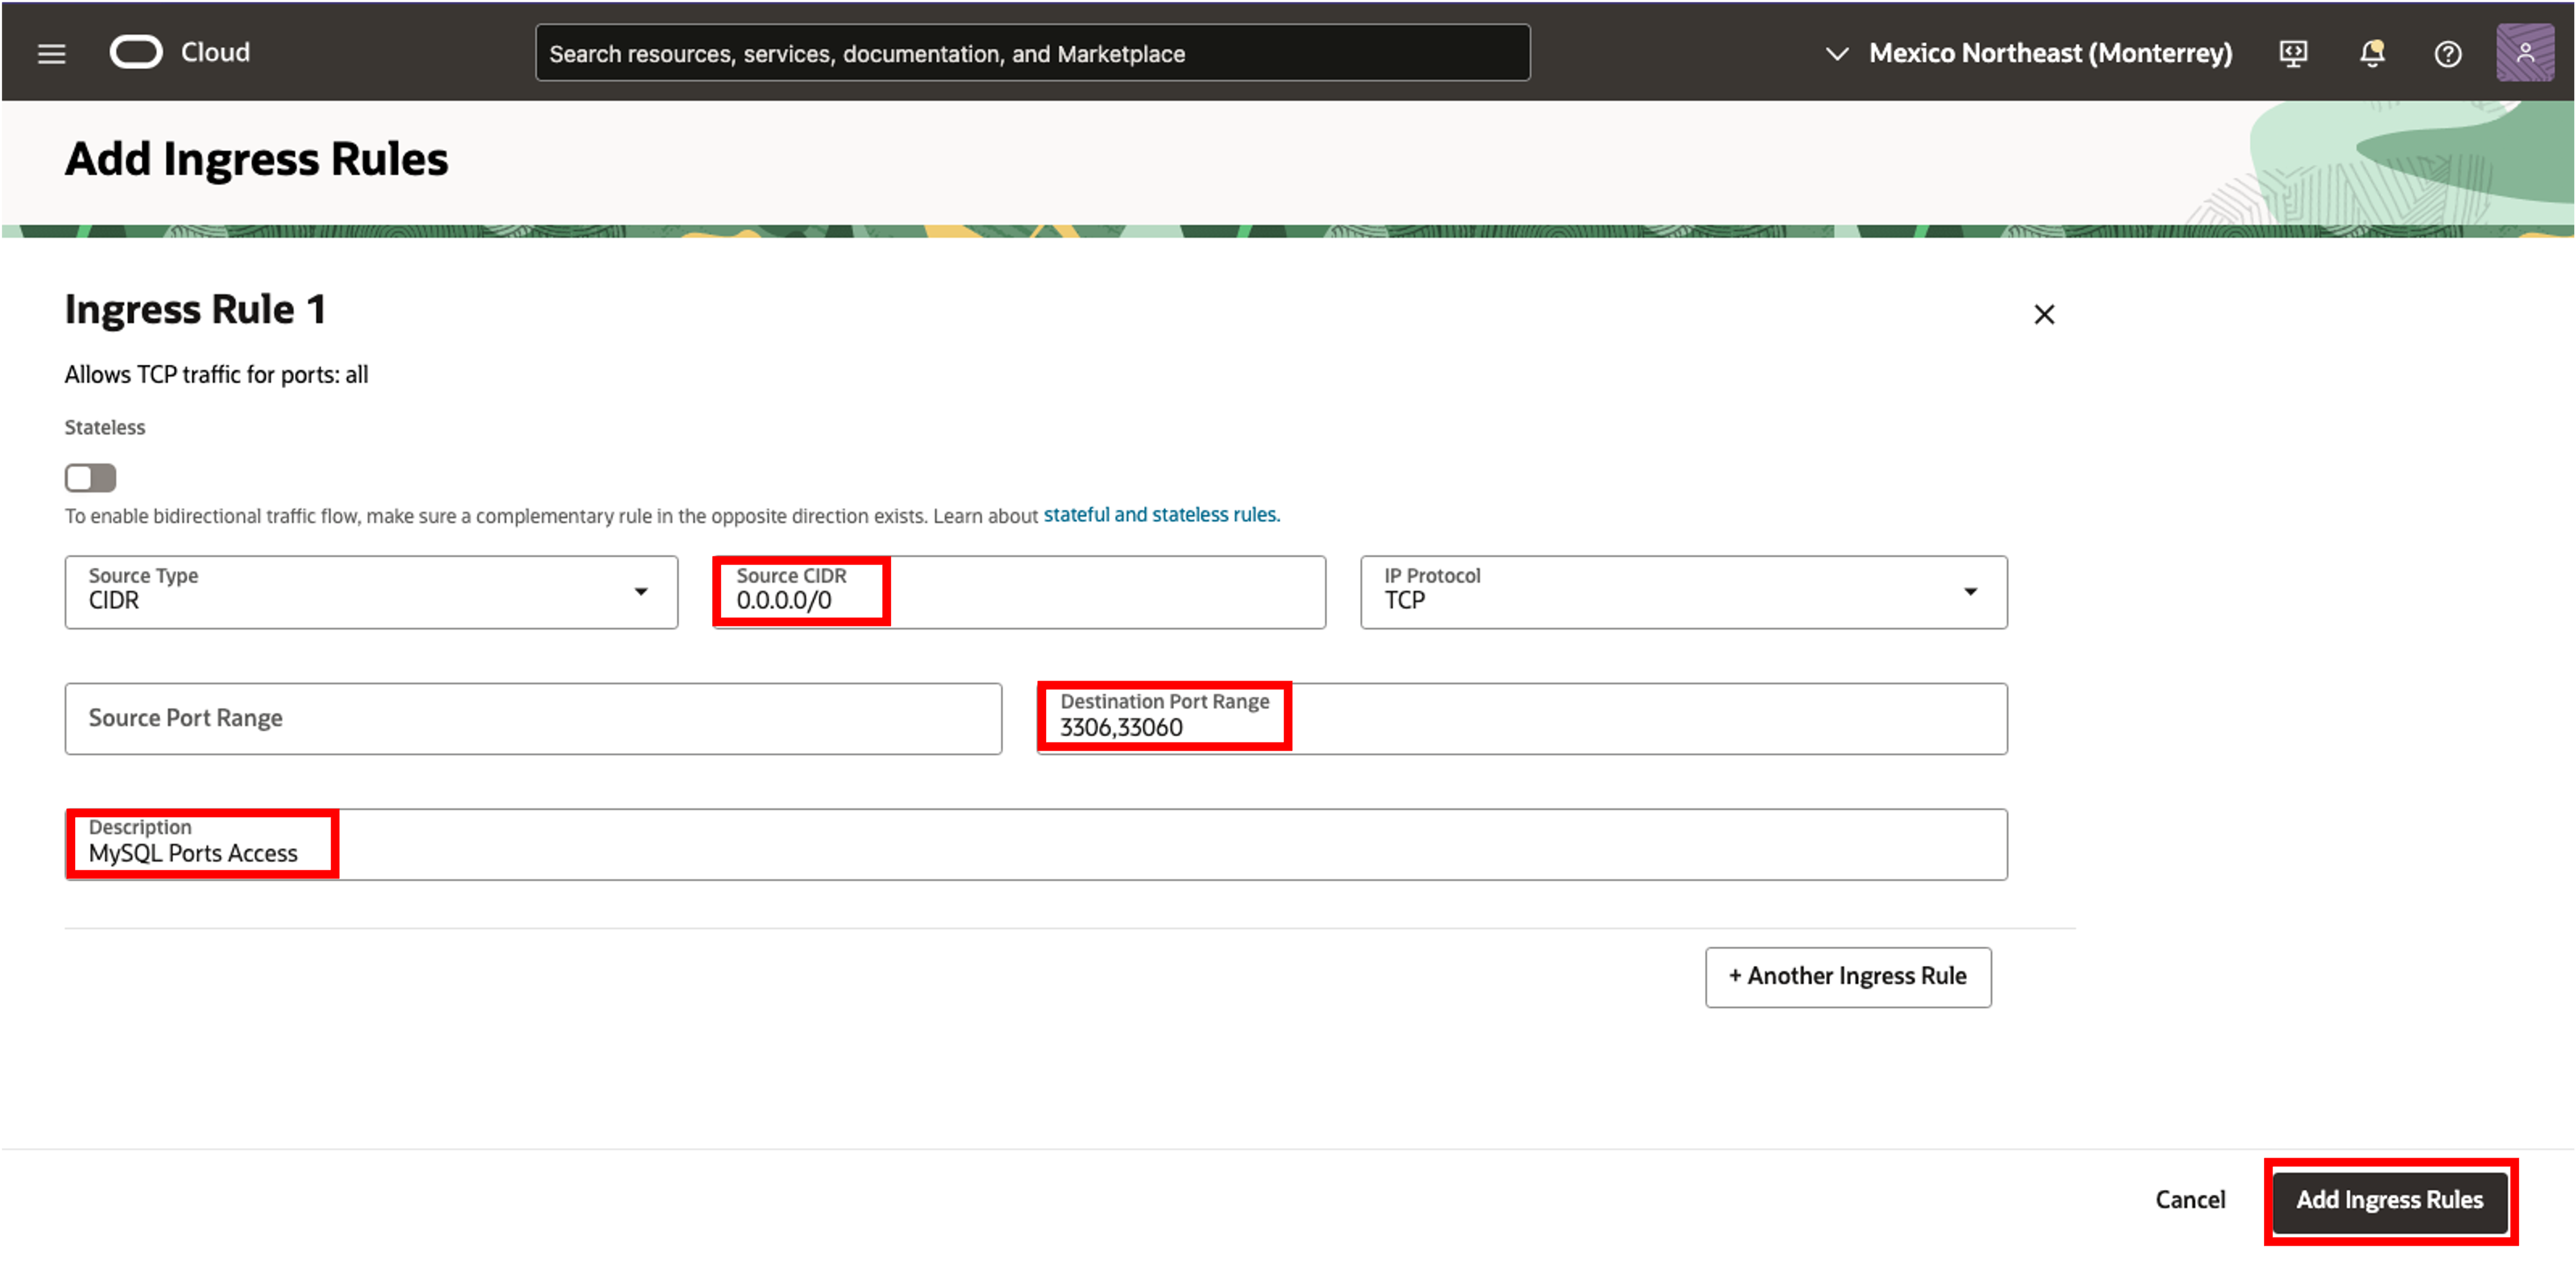 Cloud
Search resources, services, documentation, and Marketplace
Mexico Northeast (Monterrey)
Add Ingress Rules
Ingress Rule 1
Allows TCP traffic for ports: all
Stateless
To enable bidirectional traffic flow, make sure a complementary rule in the opposite direction exists. Learn about stateful and stateless rules.
Source Type
CIDR
Source CIDR
0.0.0.0/0
IP Protocol
TCP
Source Port Range
Destination Port Range
3306,33060
Description
MySQL Ports Access
+ Another Ingress Rule
Cancel
Add Ingress Rules